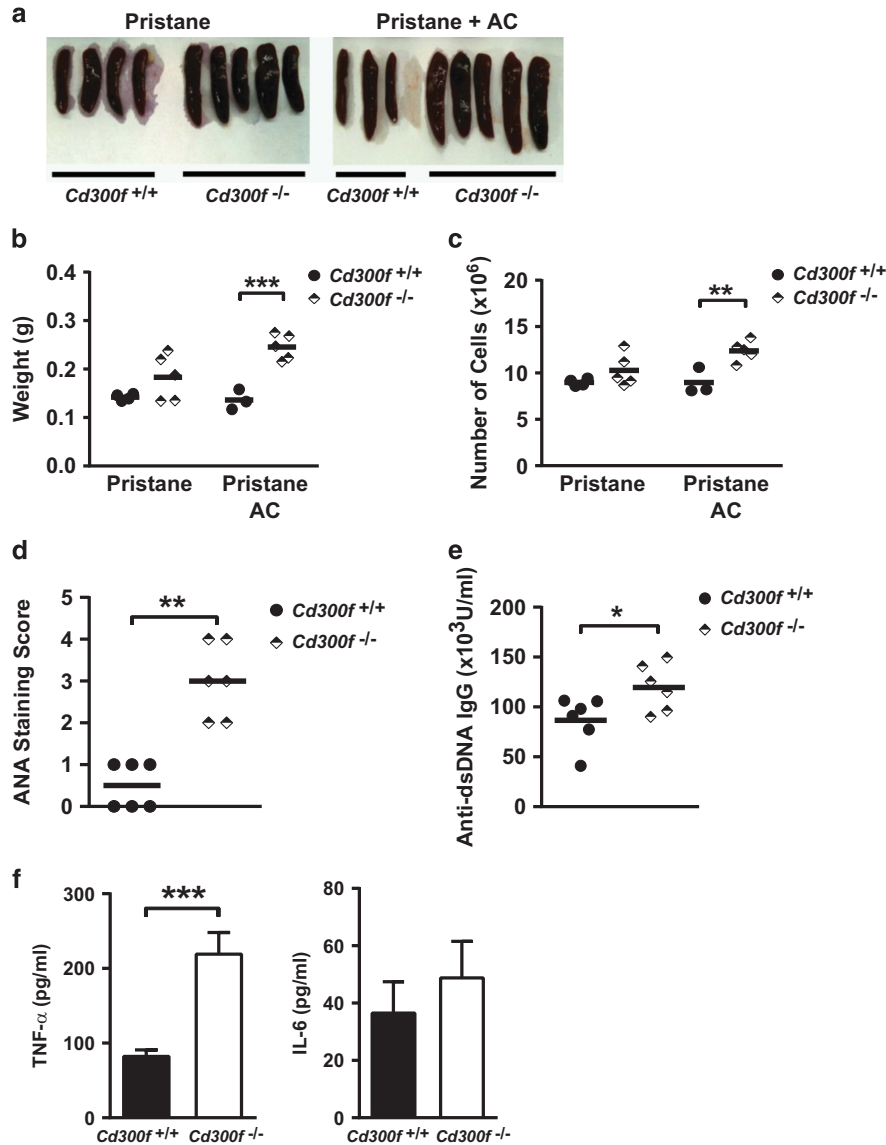 a
Pristane
Pristane + AC
Cd300f +/+
Cd300f -/-
Cd300f +/+
Cd300f -/-
b
Weight (g)
0.4
0.3
0.2
0.1
0.0
***
Cd300f +/+
Cd300f -/-
Pristane
Pristane
AC
c
Number of Cells (x10⁶)
20
15
10
5
0
**
Cd300f +/+
Cd300f -/-
Pristane
Pristane
AC
d
ANA Staining Score
5
4
3
2
1
0
**
Cd300f +/+
Cd300f -/-
e
Anti-dsDNA IgG (x10³U/ml)
200
150
100
50
0
*
Cd300f +/+
Cd300f -/-
f
TNF-α (pg/ml)
300
200
100
0
***
Cd300f +/+
Cd300f -/-
IL-6 (pg/ml)
80
60
40
20
0
Cd300f +/+
Cd300f -/-